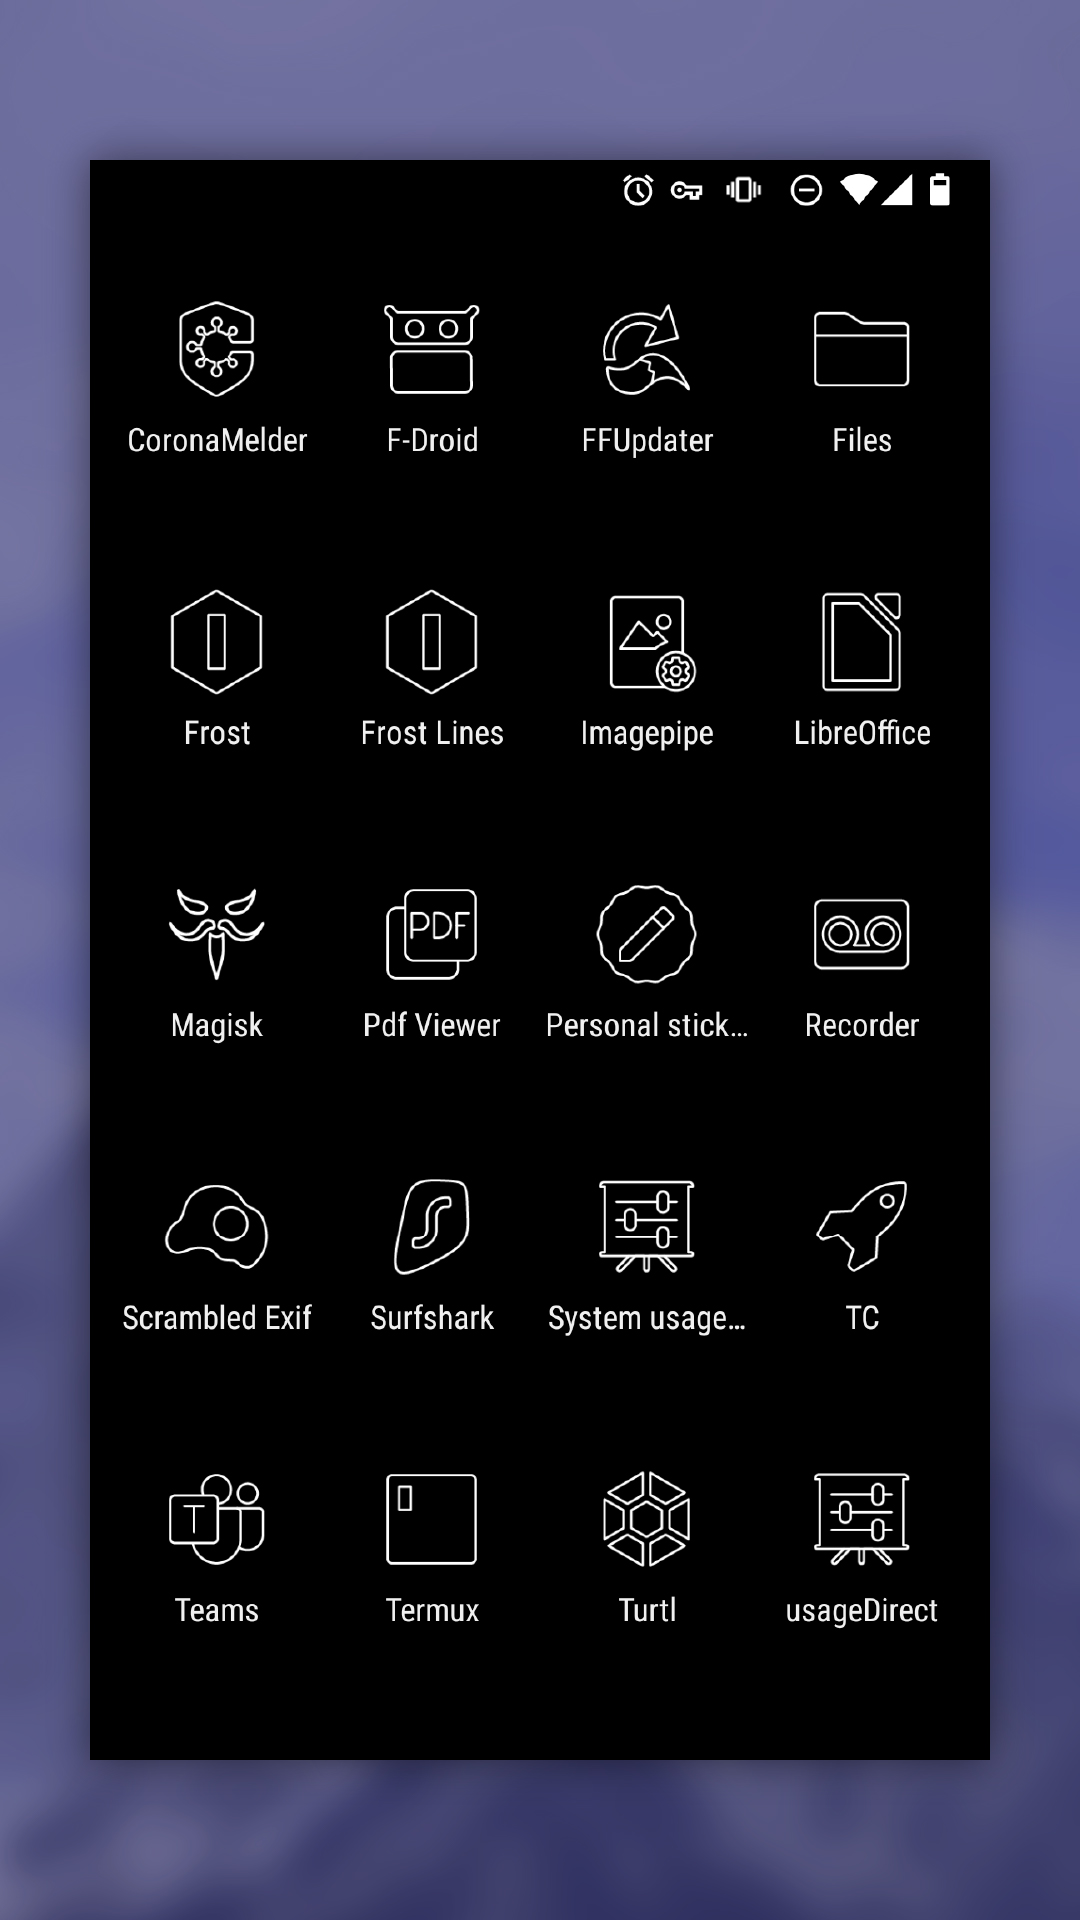 CoronaMelder F-Droid FFUpdater Files
Frost Frost Lines Imagepipe LibreOffice
PDF
Magisk Pdf Viewer Personal stick... Recorder
Scrambled Exif Surfshark System usage... TC
T
Teams Termux Turtl usageDirect